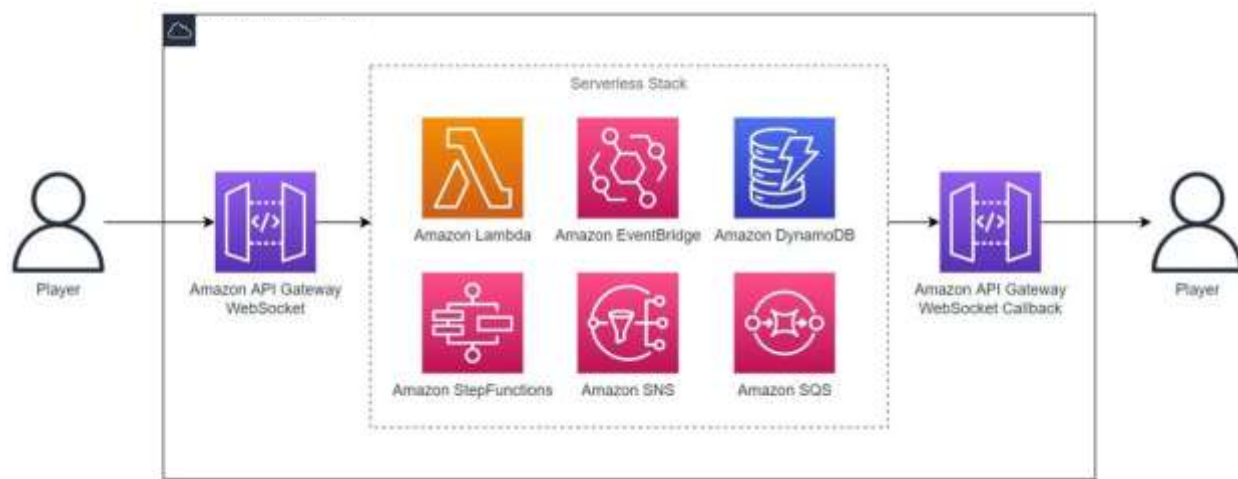 Serverless Stack
Amazon Lambda
Amazon EventBridge
Amazon DynamoDB
Player
Amazon API Gateway
WebSocket
Amazon API Gateway
WebSocket Callback
Player
Amazon StepFunctions
Amazon SNS
Amazon SQS